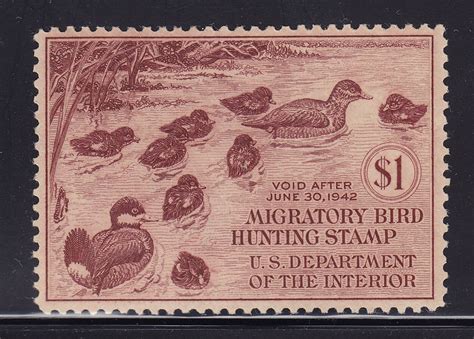 VOID AFTER
JUNE 30, 1942
$1
MIGRATORY BIRD
HUNTING STAMP
U.S. DEPARTMENT
OF THE INTERIOR